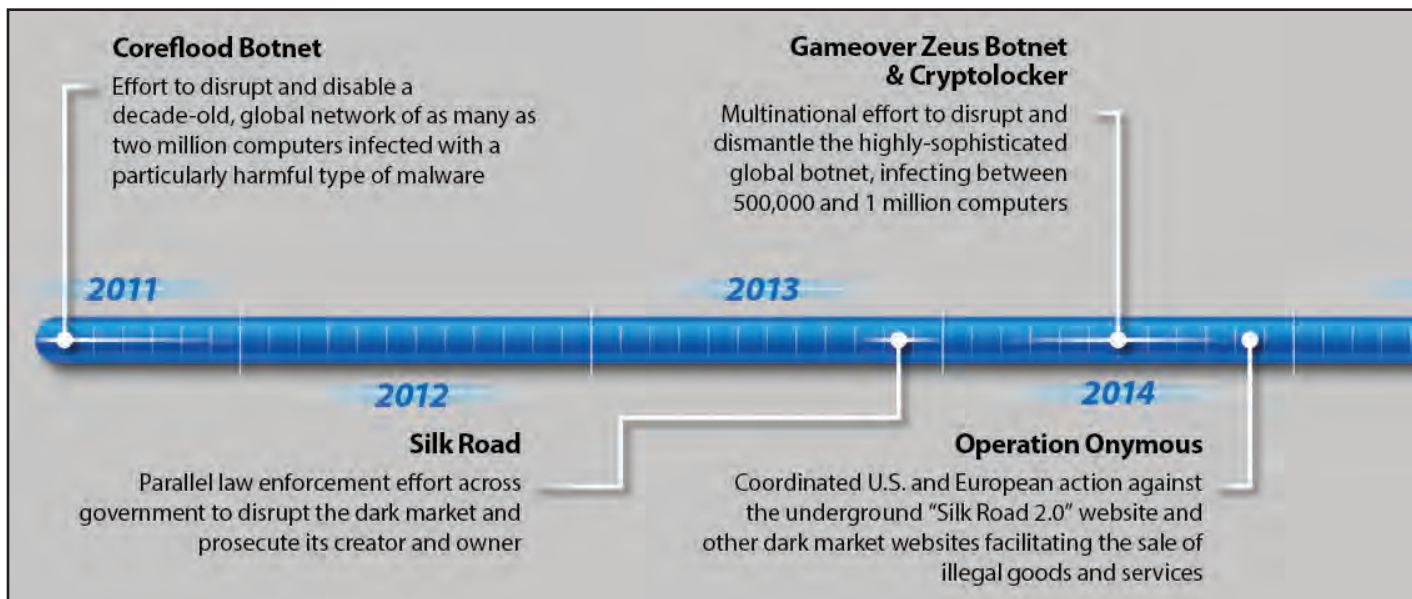 Coreflood Botnet
Effort to disrupt and disable a
decade-old, global network of as many as
two million computers infected with a
particularly harmful type of malware
Gameover Zeus Botnet
& Cryptolocker
Multinational effort to disrupt and
dismantle the highly-sophisticated
global botnet, infecting between
500,000 and 1 million computers
2011
2013
2012
2014
Silk Road
Parallel law enforcement effort across
government to disrupt the dark market and
prosecute its creator and owner
Operation Onymous
Coordinated U.S. and European action against
the underground “Silk Road 2.0” website and
other dark market websites facilitating the sale of
illegal goods and services